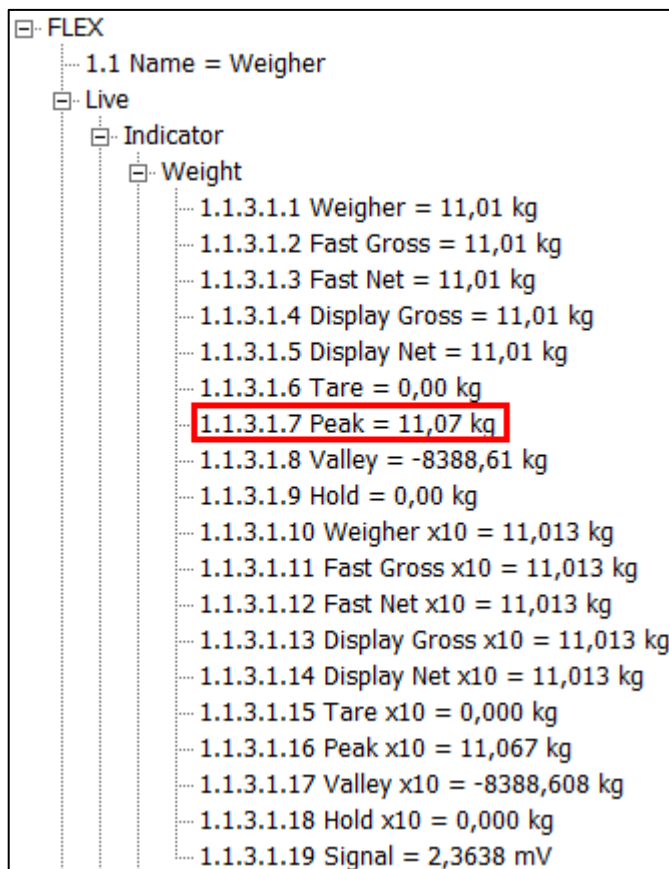 FLEX
1.1 Name = Weigher
Live
Indicator
Weight
1.1.3.1.1 Weigher = 11,01 kg
1.1.3.1.2 Fast Gross = 11,01 kg
1.1.3.1.3 Fast Net = 11,01 kg
1.1.3.1.4 Display Gross = 11,01 kg
1.1.3.1.5 Display Net = 11,01 kg
1.1.3.1.6 Tare = 0,00 kg
1.1.3.1.7 Peak = 11,07 kg
1.1.3.1.8 Valley = -8388,61 kg
1.1.3.1.9 Hold = 0,00 kg
1.1.3.1.10 Weigher x10 = 11,013 kg
1.1.3.1.11 Fast Gross x10 = 11,013 kg
1.1.3.1.12 Fast Net x10 = 11,013 kg
1.1.3.1.13 Display Gross x10 = 11,013 kg
1.1.3.1.14 Display Net x10 = 11,013 kg
1.1.3.1.15 Tare x10 = 0,000 kg
1.1.3.1.16 Peak x10 = 11,067 kg
1.1.3.1.17 Valley x10 = -8388,608 kg
1.1.3.1.18 Hold x10 = 0,000 kg
1.1.3.1.19 Signal = 2,3638 mV